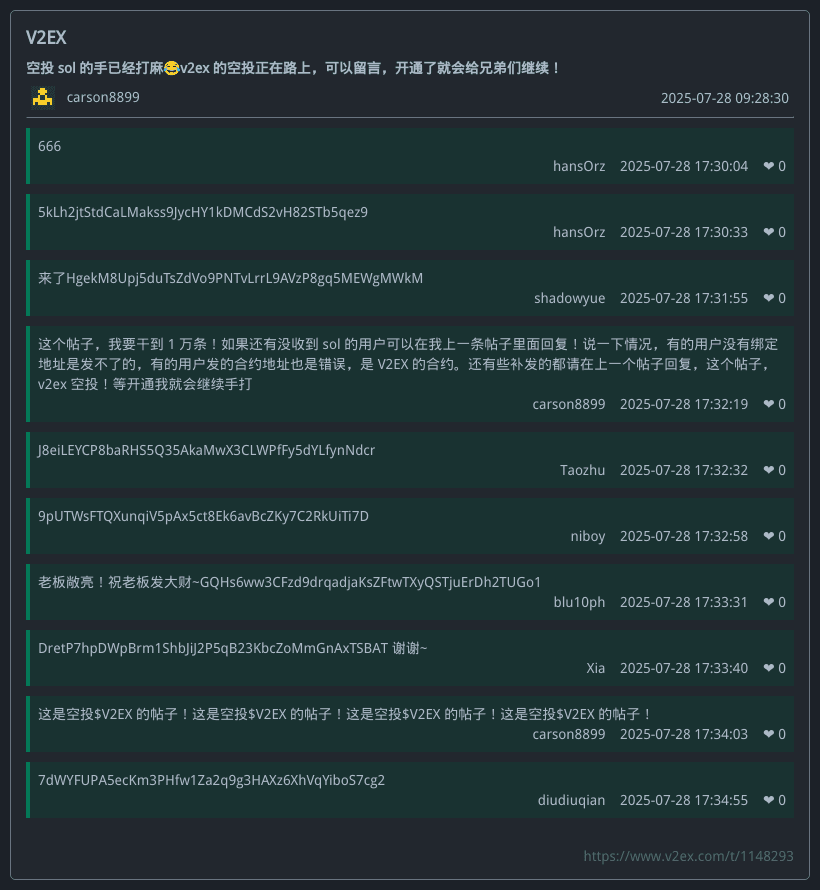 V2EX
空投 sol 的手已经打麻😂v2ex 的空投正在路上，可以留言，开通了就会给兄弟们继续！
carson8899 2025-07-28 09:28:30
666
hansOrz 2025-07-28 17:30:04 ❤ 0
5kLh2jtStdCaLMakss9JycHY1kDMCdS2vH82STb5qez9
hansOrz 2025-07-28 17:30:33 ❤ 0
来了HgekM8Upj5duTsZdVo9PNTvLrrL9AVzP8gq5MEWgMWkM
shadowyue 2025-07-28 17:31:55 ❤ 0
这个帖子，我要干到 1 万条！如果还有没收到 sol 的用户可以在我上一条帖子里面回复！说一下情况，有的用户没有绑定
地址是发不了的，有的用户发的合约地址也是错误，是 V2EX 的合约。还有些补发的都请在上一个帖子回复，这个帖子，
v2ex 空投！等开通我就会继续手打
carson8899 2025-07-28 17:32:19 ❤ 0
J8eiLEYCP8baRHS5Q35AkaMwX3CLWPfFy5dYLfynNdcr
Taozhu 2025-07-28 17:32:32 ❤ 0
9pUTWsFTQXunqiV5pAx5ct8Ek6avBcZKy7C2RkUiTi7D
niboy 2025-07-28 17:32:58 ❤ 0
老板敞亮！祝老板发大财~GQHs6ww3CFzd9drqadjaKsZFtwTXyQSTjuErDh2TUGo1
blu10ph 2025-07-28 17:33:31 ❤ 0
DretP7hpDWpBrm1ShbJiJ2P5qB23KbcZoMmGnAxTSBAT 谢谢~
Xia 2025-07-28 17:33:40 ❤ 0
这是空投$V2EX 的帖子！这是空投$V2EX 的帖子！这是空投$V2EX 的帖子！这是空投$V2EX 的帖子！
carson8899 2025-07-28 17:34:03 ❤ 0
7dWYFUPA5ecKm3PHfw1Za2q9g3HAXz6XhVqYiboS7cg2
diudiuqian 2025-07-28 17:34:55 ❤ 0
https://www.v2ex.com/t/1148293